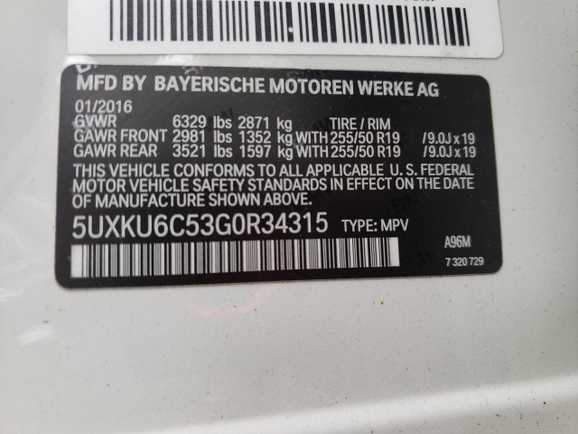 MFD BY BAYERISCHE MOTOREN WERKE AG
01/2016
GVWR 6329 lbs 2871 kg TIRE / RIM
GAWR FRONT 2981 lbs 1352 kg WITH 255/50 R19 /9.0J x 19
GAWR REAR 3521 lbs 1597 kg WITH 255/50 R19 /9.0J x 19
THIS VEHICLE CONFORMS TO ALL APPLICABLE U. S. FEDERAL
MOTOR VEHICLE SAFETY STANDARDS IN EFFECT ON THE DATE OF
MANUFACTURE SHOWN ABOVE.
5UXKU6C53G0R34315 TYPE: MPV
A96M
7 320 729